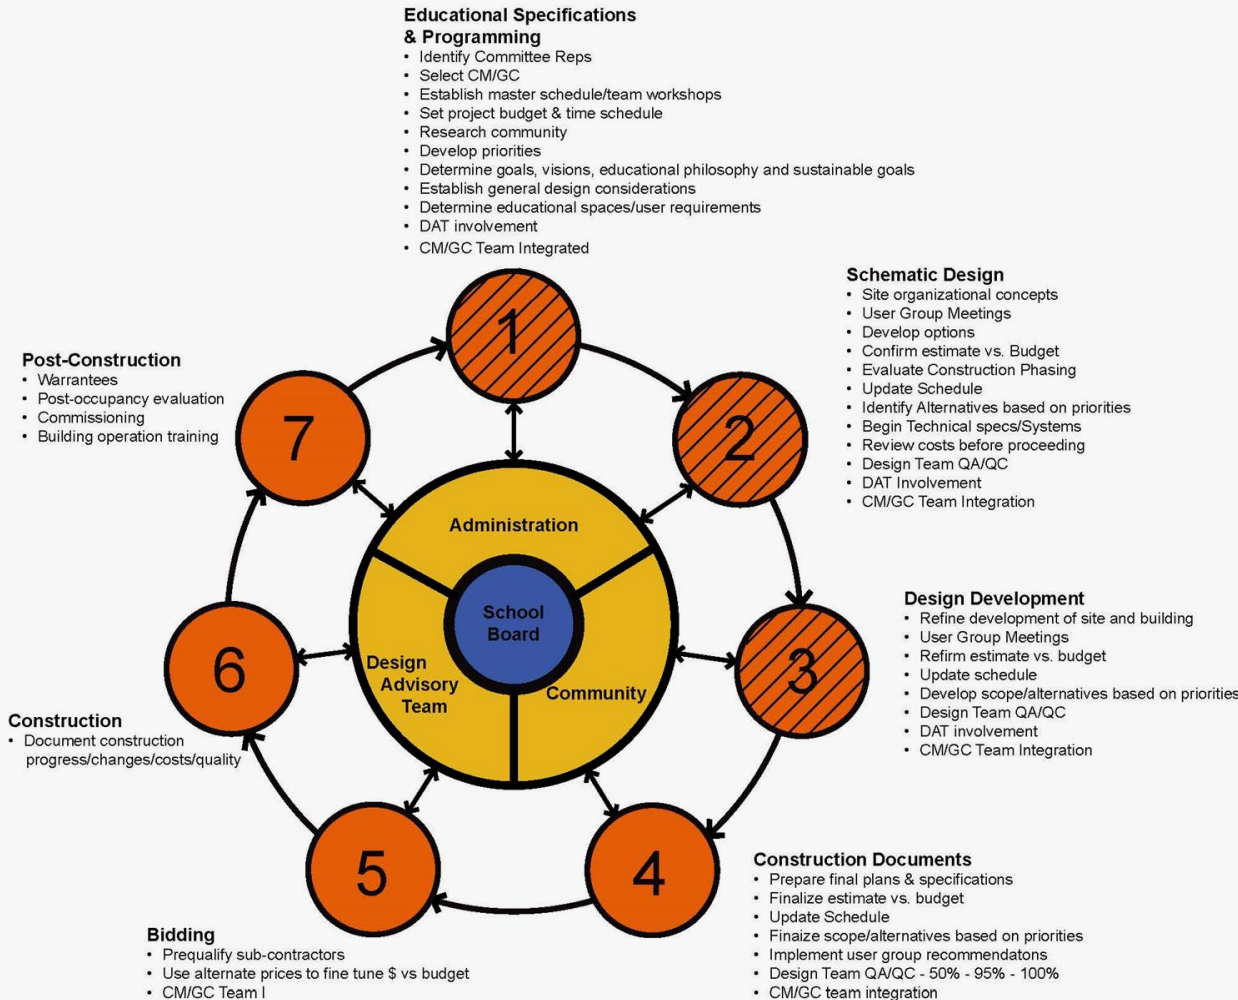 Educational Specifications
& Programming
• Identify Committee Reps
• Select CM/GC
• Establish master schedule/team workshops
• Set project budget & time schedule
• Research community
• Develop priorities
• Determine goals, visions, educational philosophy and sustainable goals
• Establish general design considerations
• Determine educational spaces/user requirements
• DAT involvement
• CM/GC Team Integrated
1
Schematic Design
• Site organizational concepts
• User Group Meetings
• Develop options
• Confirm estimate vs. Budget
• Evaluate Construction Phasing
• Update Schedule
• Identify Alternatives based on priorities
• Begin Technical specs/Systems
• Review costs before proceeding
• Design Team QA/QC
• DAT Involvement
• CM/GC Team Integration
2
Design Development
• Refine development of site and building
• User Group Meetings
• Refirm estimate vs. budget
• Update schedule
• Develop scope/alternatives based on priorities
• Design Team QA/QC
• DAT involvement
• CM/GC Team Integration
3
Construction Documents
• Prepare final plans & specifications
• Finalize estimate vs. budget
• Update Schedule
• Finaize scope/alternatives based on priorities
• Implement user group recommendatons
• Design Team QA/QC - 50% - 95% - 100%
• CM/GC team integration
4
Bidding
• Prequalify sub-contractors
• Use alternate prices to fine tune $ vs budget
• CM/GC Team I
5
Construction
• Document construction
progress/changes/costs/quality
6
Post-Construction
• Warrantees
• Post-occupancy evaluation
• Commissioning
• Building operation training
7
Administration
School
Board
Design
Advisory
Team
Community